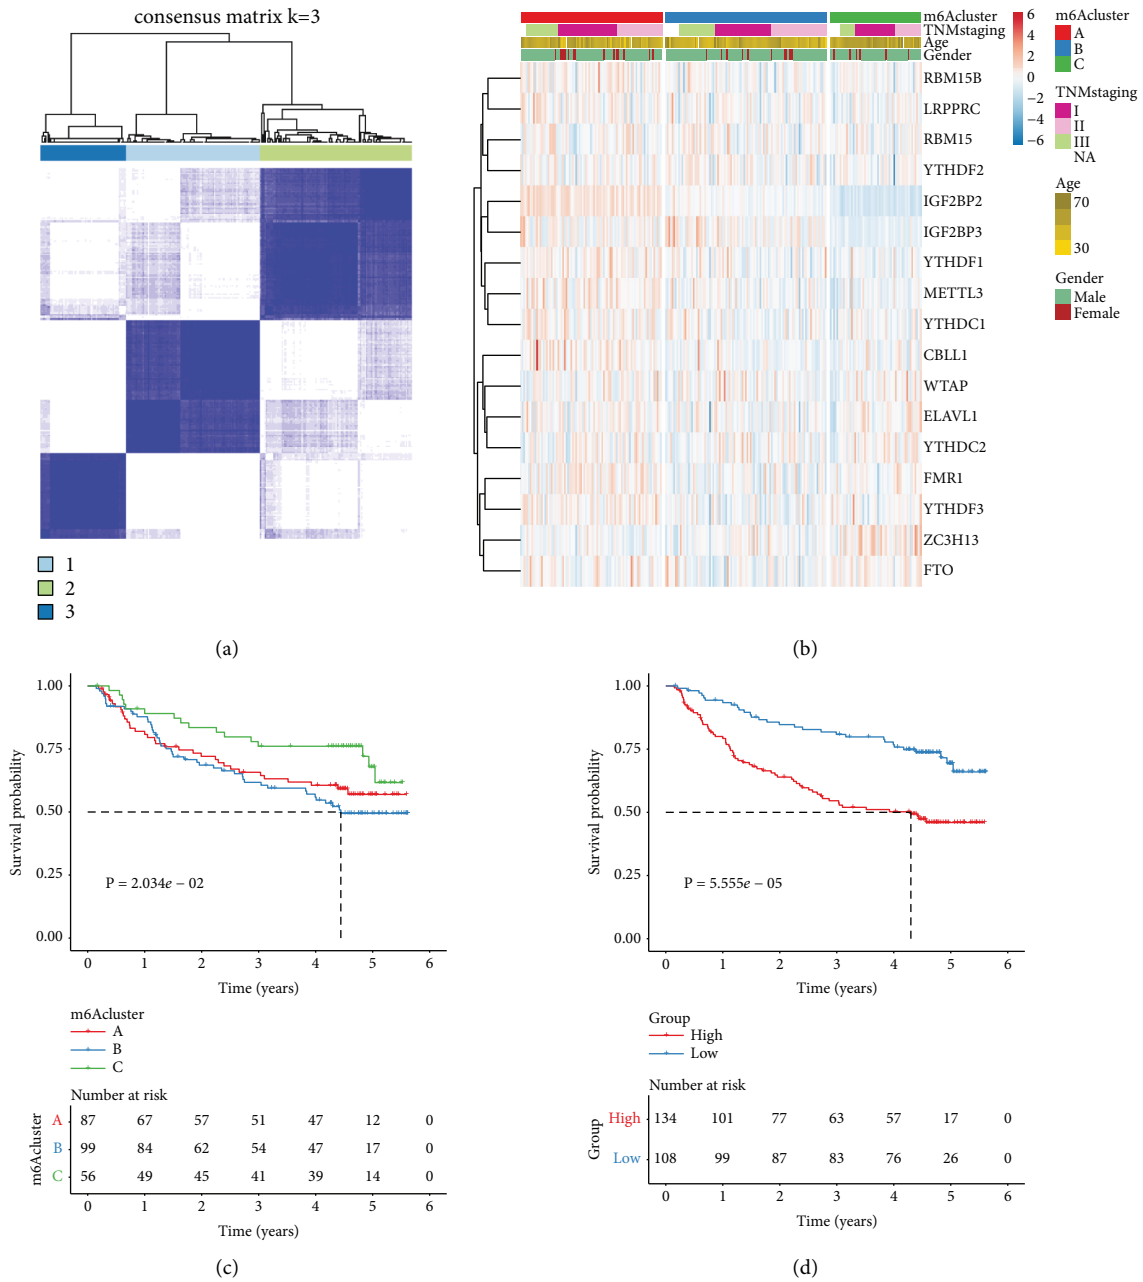 consensus matrix k=3
1
2
3
(a)
m6Acluster
TNMstaging
Age
Gender
RBM15B
LRPPRC
RBM15
YTHDF2
IGF2BP2
IGF2BP3
YTHDF1
METTL3
YTHDC1
CBLL1
WTAP
ELAVL1
YTHDC2
FMR1
YTHDF3
ZC3H13
FTO
6
4
2
0
−2
−4
−6
m6Acluster
A
B
C
TNMstaging
I
II
III
NA
Age
70
30
Gender
Male
Female
(b)
Survival probability
1.00
0.75
0.50
0.25
0.00
P = 2.034e − 02
0 1 2 3 4 5 6
Time (years)
m6Acluster
A
B
C
Number at risk
m6Acluster
A 87 67 57 51 47 12 0
B 99 84 62 54 47 17 0
C 56 49 45 41 39 14 0
0 1 2 3 4 5 6
Time (years)
(c)
Survival probability
1.00
0.75
0.50
0.25
0.00
P = 5.555e − 05
0 1 2 3 4 5 6
Time (years)
Group
High
Low
Number at risk
Group
High 134 101 77 63 57 17 0
Low 108 99 87 83 76 26 0
0 1 2 3 4 5 6
Time (years)
(d)